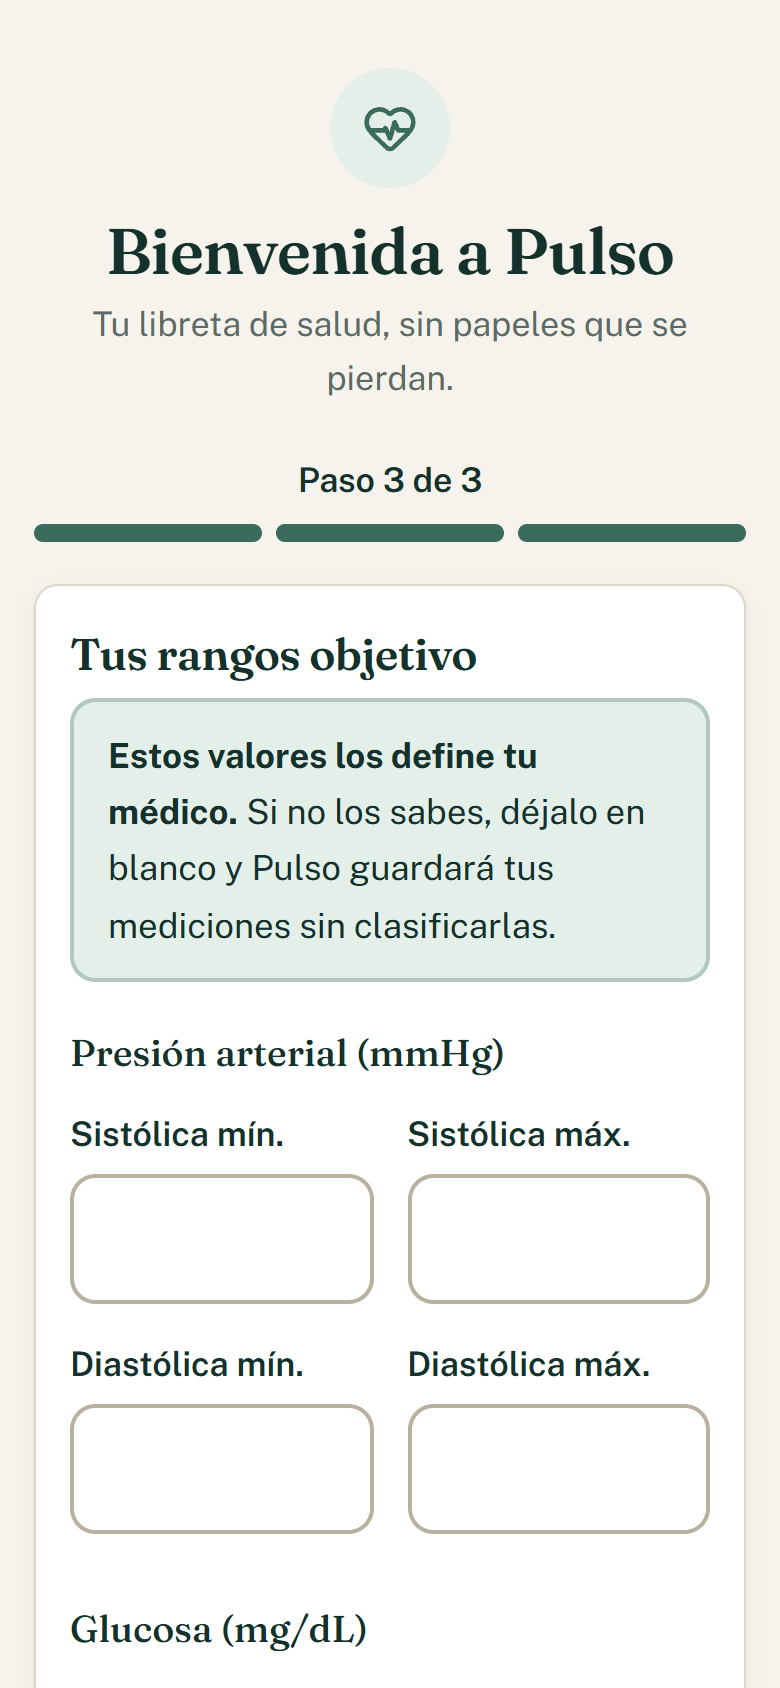 Bienvenida a Pulso
Tu libreta de salud, sin papeles que se
pierdan.
Paso 3 de 3
Tus rangos objetivo
Estos valores los define tu
médico. Si no los sabes, déjalo en
blanco y Pulso guardará tus
mediciones sin clasificarlas.
Presión arterial (mmHg)
Sistólica mín.
Sistólica máx.
Diastólica mín.
Diastólica máx.
Glucosa (mg/dL)